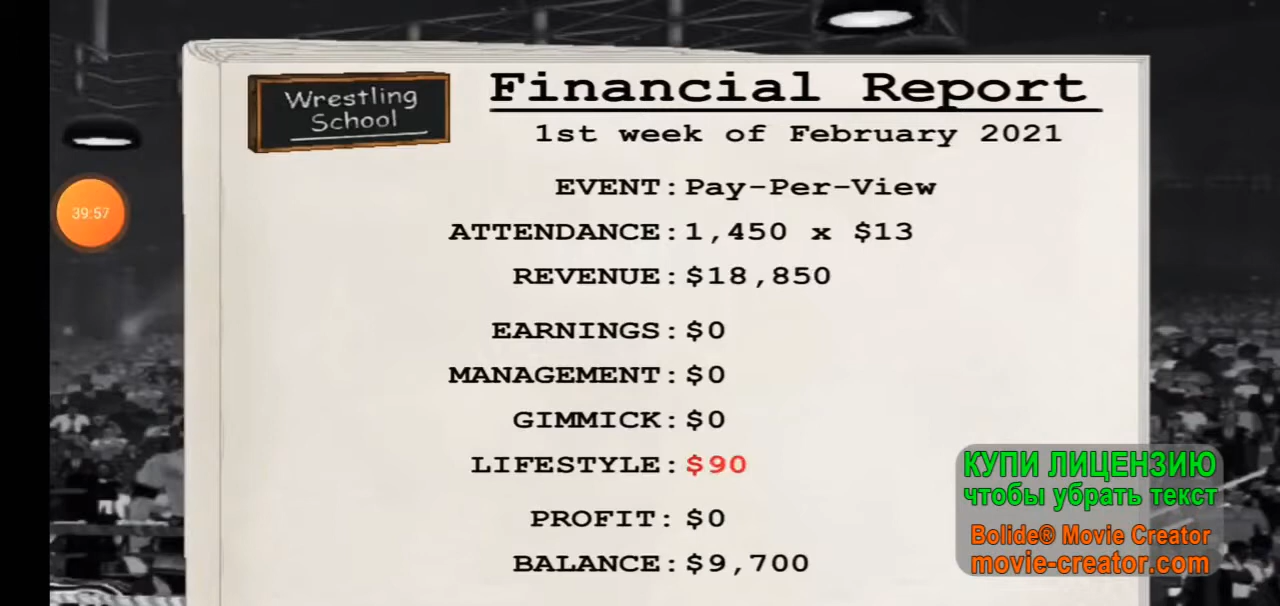 Wrestling
School
Financial Report
1st week of February 2021
39:57
EVENT: Pay-Per-View
ATTENDANCE: 1,450 x $13
REVENUE: $18,850
EARNINGS: $0
MANAGEMENT: $0
GIMMICK: $0
LIFESTYLE: $90
PROFIT: $0
BALANCE: $9,700
КУПИ ЛИЦЕНЗИЮ
чтобы убрать текст
Bolide® Movie Creator
movie-creator.com